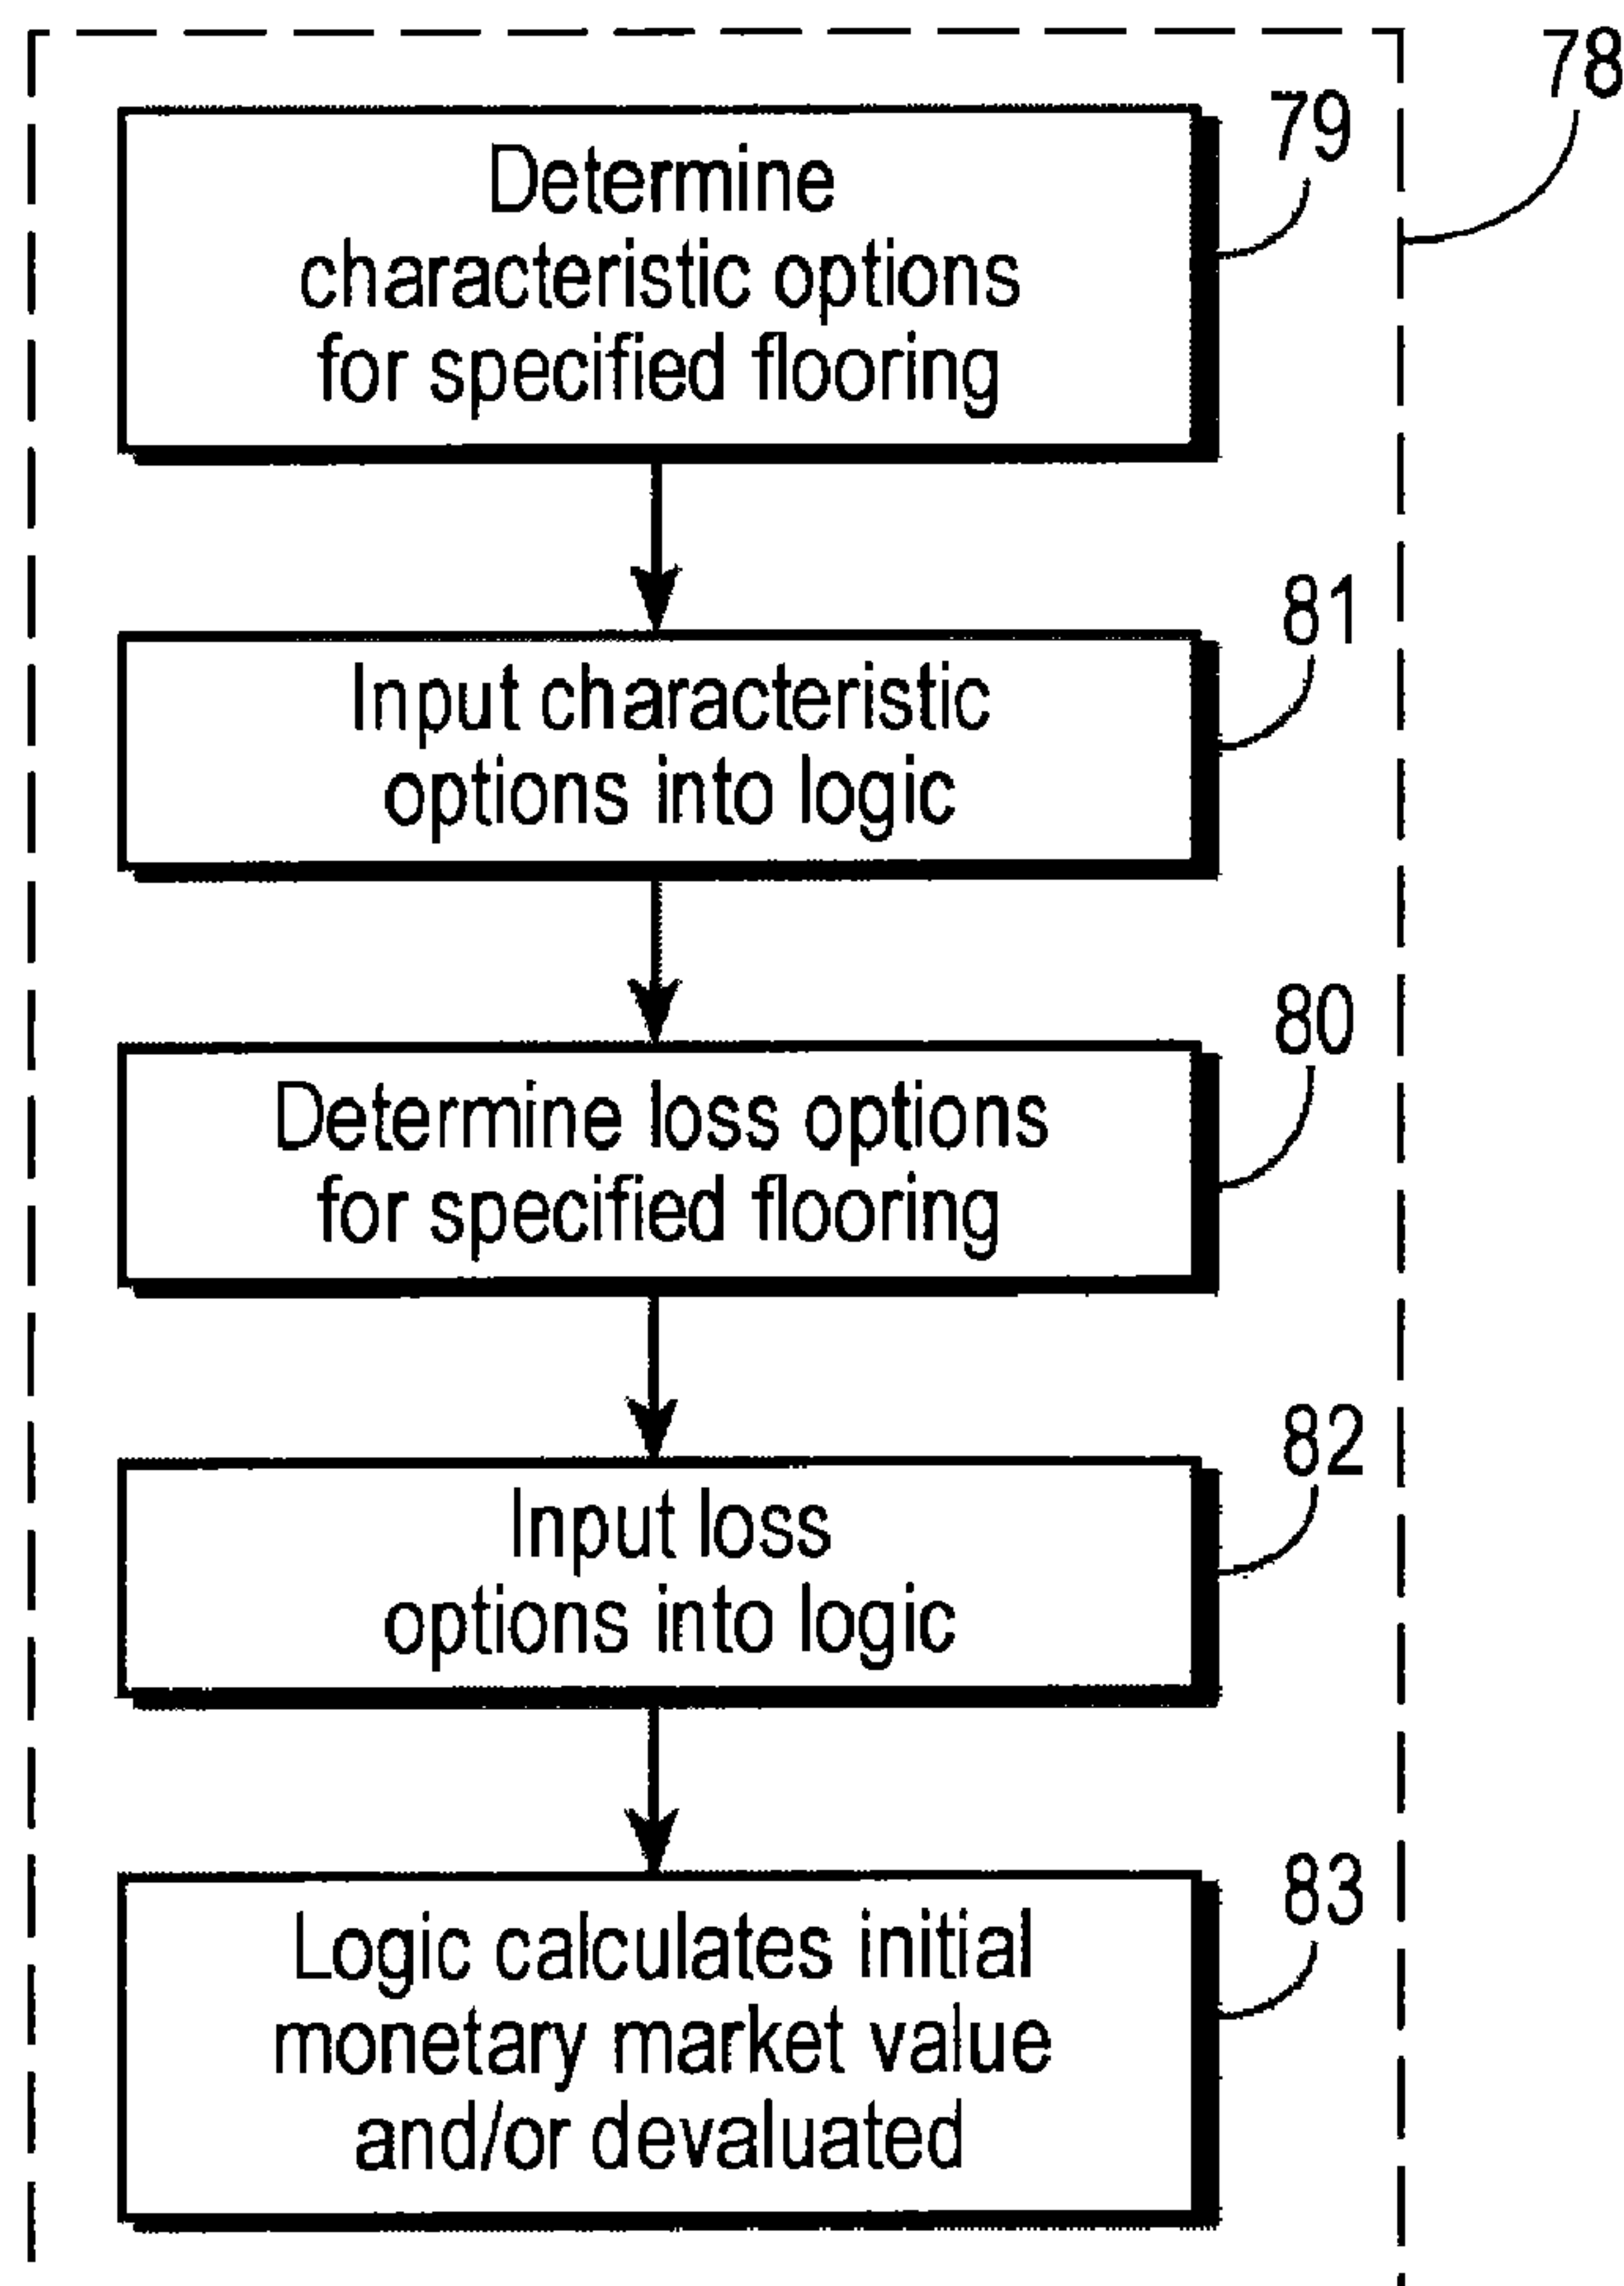 78
79
Determine
characteristic options
for specified flooring
81
Input characteristic
options into logic
80
Determine loss options
for specified flooring
82
Input loss
options into logic
83
Logic calculates initial
monetary market value
and/or devaluated